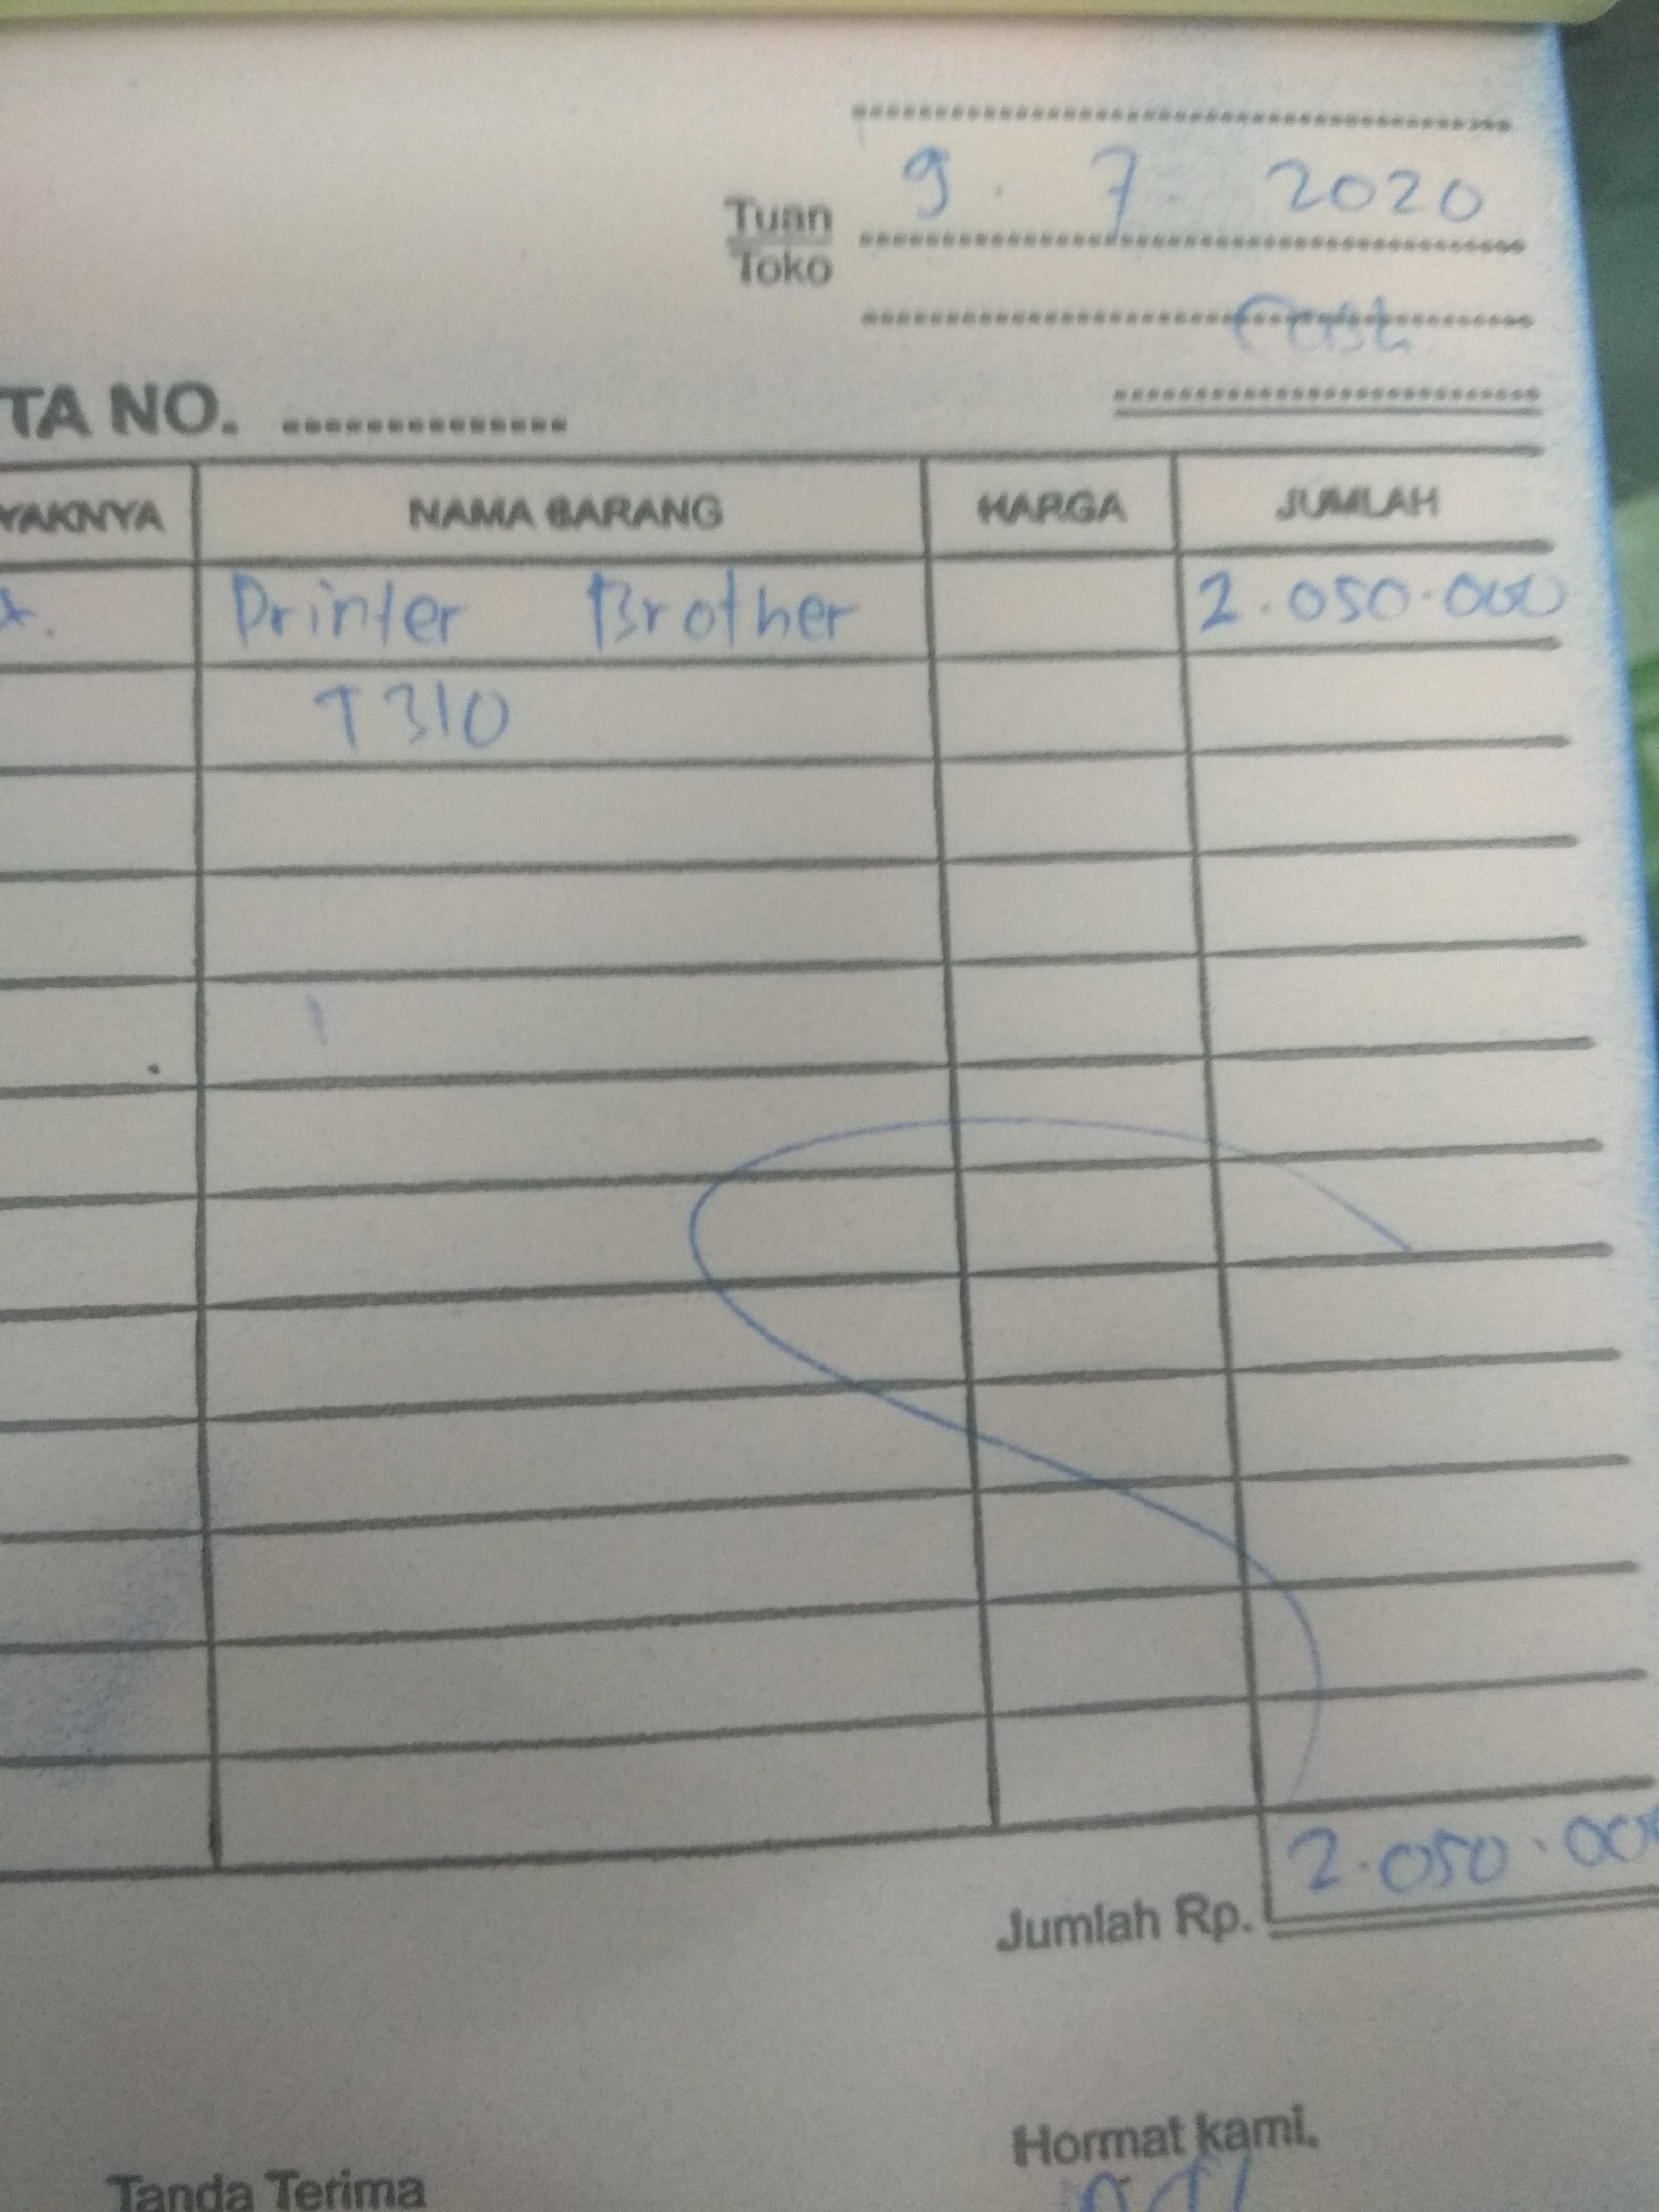 9 . 7 . 2020
Tuan
Toko
Cash
TA NO. ..............
YAKNYA NAMA BARANG HARGA JUMLAH
Printer Brother 2.050.000
T310
2.050.00
Jumlah Rp.
Hormat kami.
Tanda Terima